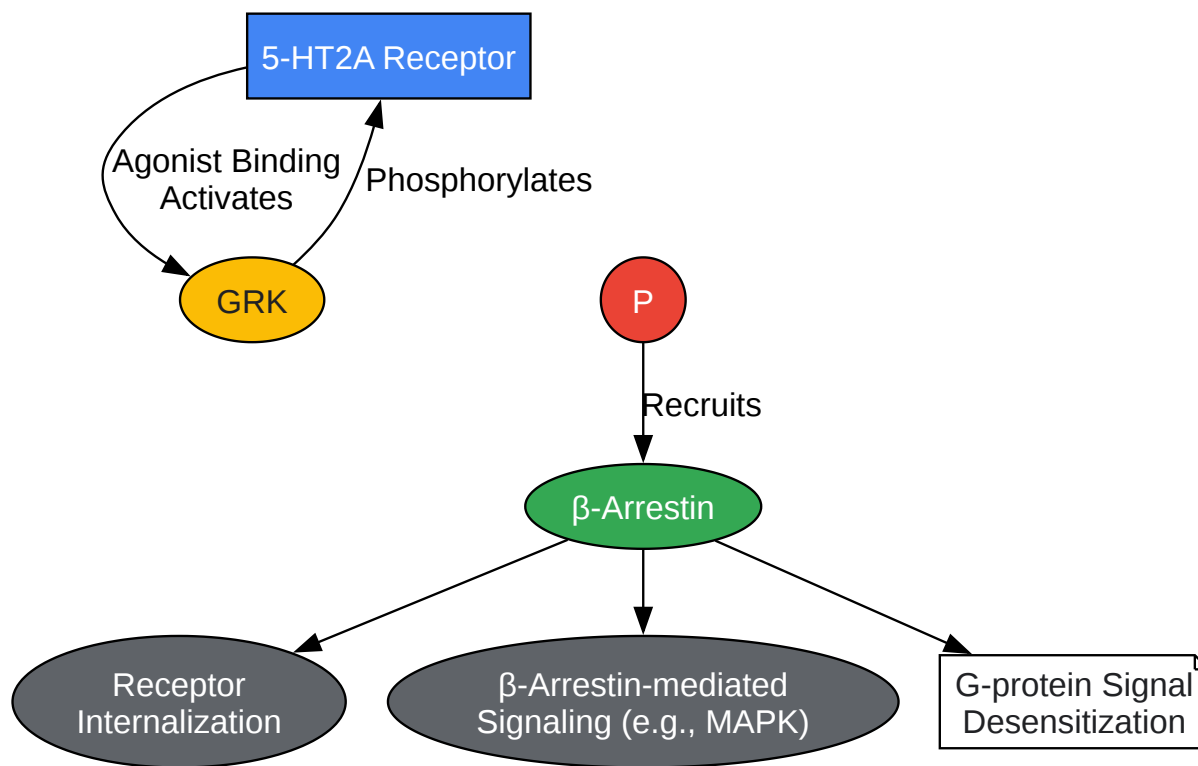 5-HT2A Receptor
Agonist Binding
Activates
Phosphorylates
GRK
P
Recruits
β-Arrestin
Receptor
Internalization
β-Arrestin-mediated
Signaling (e.g., MAPK)
G-protein Signal
Desensitization